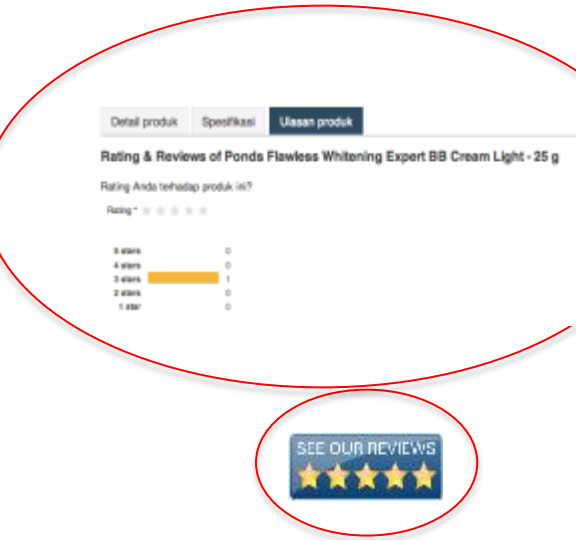 Detail produk Spesifikasi Ulasan produk
Rating & Reviews of Ponds Flawless Whitening Expert BB Cream Light - 25 g
Rating Anda terhadap produk ini?
Rating *
5 stars 0
4 stars 0
3 stars 1
2 stars 0
1 star 0
SEE OUR REVIEWS